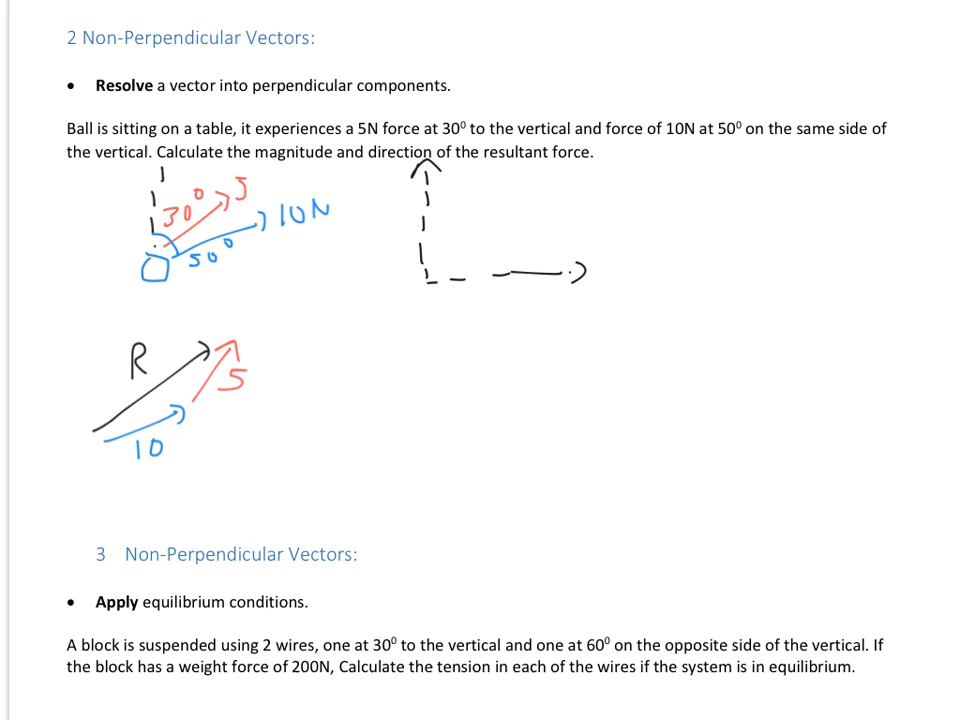 2 Non-Perpendicular Vectors:
• Resolve a vector into perpendicular components.
Ball is sitting on a table, it experiences a 5N force at 30⁰ to the vertical and force of 10N at 50⁰ on the same side of
the vertical. Calculate the magnitude and direction of the resultant force.
30⁰ 5
10N
50⁰
R
5
10
3 Non-Perpendicular Vectors:
• Apply equilibrium conditions.
A block is suspended using 2 wires, one at 30⁰ to the vertical and one at 60⁰ on the opposite side of the vertical. If
the block has a weight force of 200N, Calculate the tension in each of the wires if the system is in equilibrium.